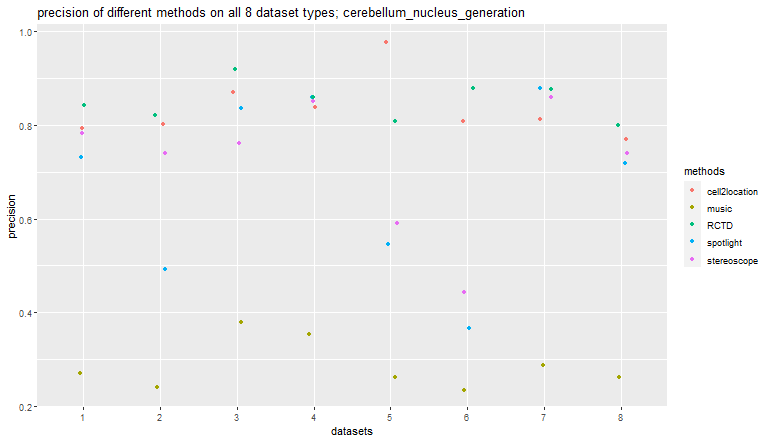 precision of different methods on all 8 dataset types; cerebellum_nucleus_generation
1.0
0.8
0.6
0.4
0.2
precision
1 2 3 4 5 6 7 8
datasets
methods
cell2location
music
RCTD
spotlight
stereoscope